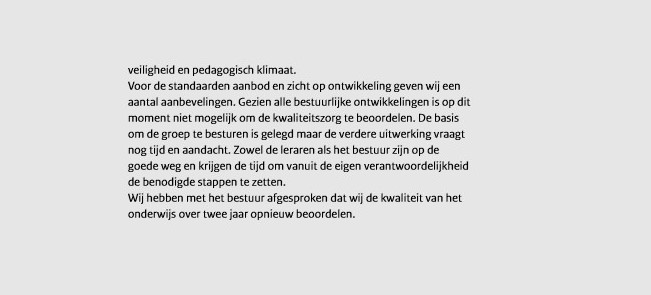 veiligheid en pedagogisch klimaat.
Voor de standaarden aanbod en zicht op ontwikkeling geven wij een
aantal aanbevelingen. Gezien alle bestuurlijke ontwikkelingen is op dit
moment niet mogelijk om de kwaliteitszorg te beoordelen. De basis
om de groep te besturen is gelegd maar de verdere uitwerking vraagt
nog tijd en aandacht. Zowel de leraren als het bestuur zijn op de
goede weg en krijgen de tijd om vanuit de eigen verantwoordelijkheid
de benodigde stappen te zetten.
Wij hebben met het bestuur afgesproken dat wij de kwaliteit van het
onderwijs over twee jaar opnieuw beoordelen.